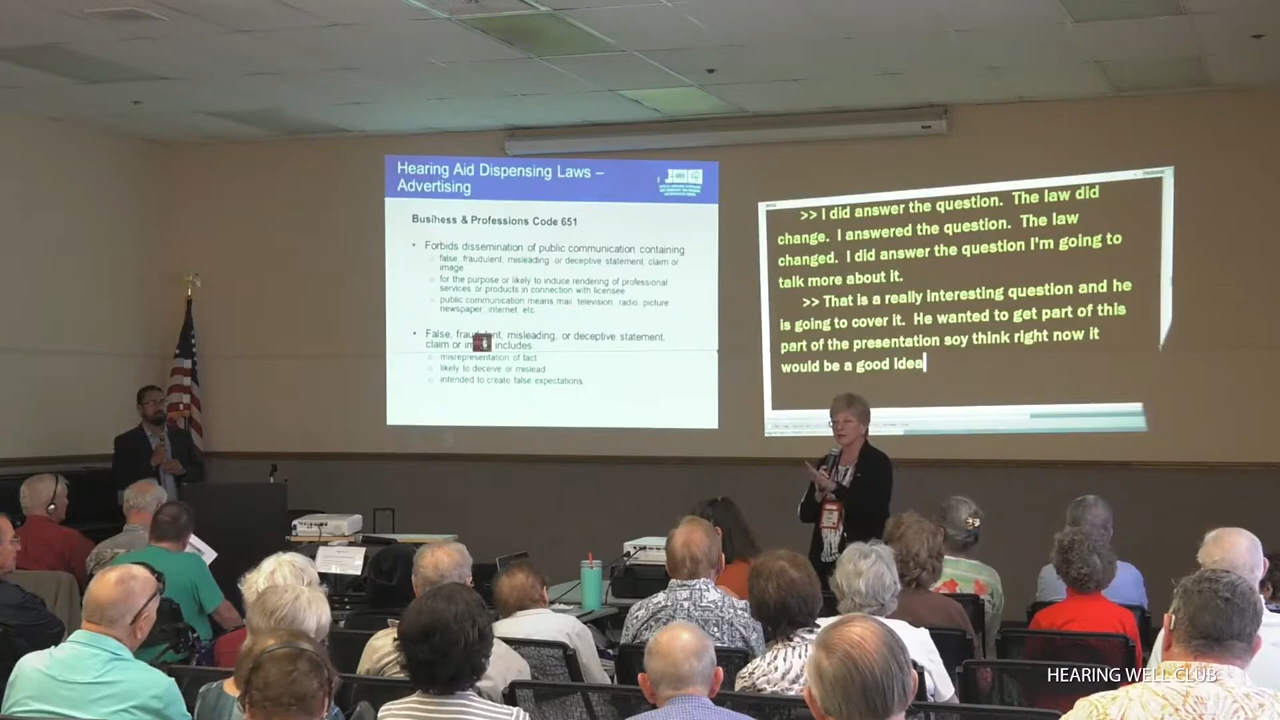 Hearing Aid Dispensing Laws –
Advertising
Business & Professions Code 651
• Forbids dissemination of public communication containing
false, fraudulent, misleading or deceptive statement, claim or
image
for the purpose or likely to induce rendering of professional
services or products in connection with licensee
public communication means mail, television, radio, picture
newspaper, internet, etc
• False, fraudulent, misleading, or deceptive statement,
claim or includes
misrepresentation of fact
likely to deceive or mislead
intended to create false expectations
>> I did answer the question. The law did
change. I answered the question. The law
changed. I did answer the question I'm going to
talk more about it.
>> That is a really interesting question and he
is going to cover it. He wanted to get part of this
part of the presentation soy think right now it
would be a good idea
HEARING WELL CLUB